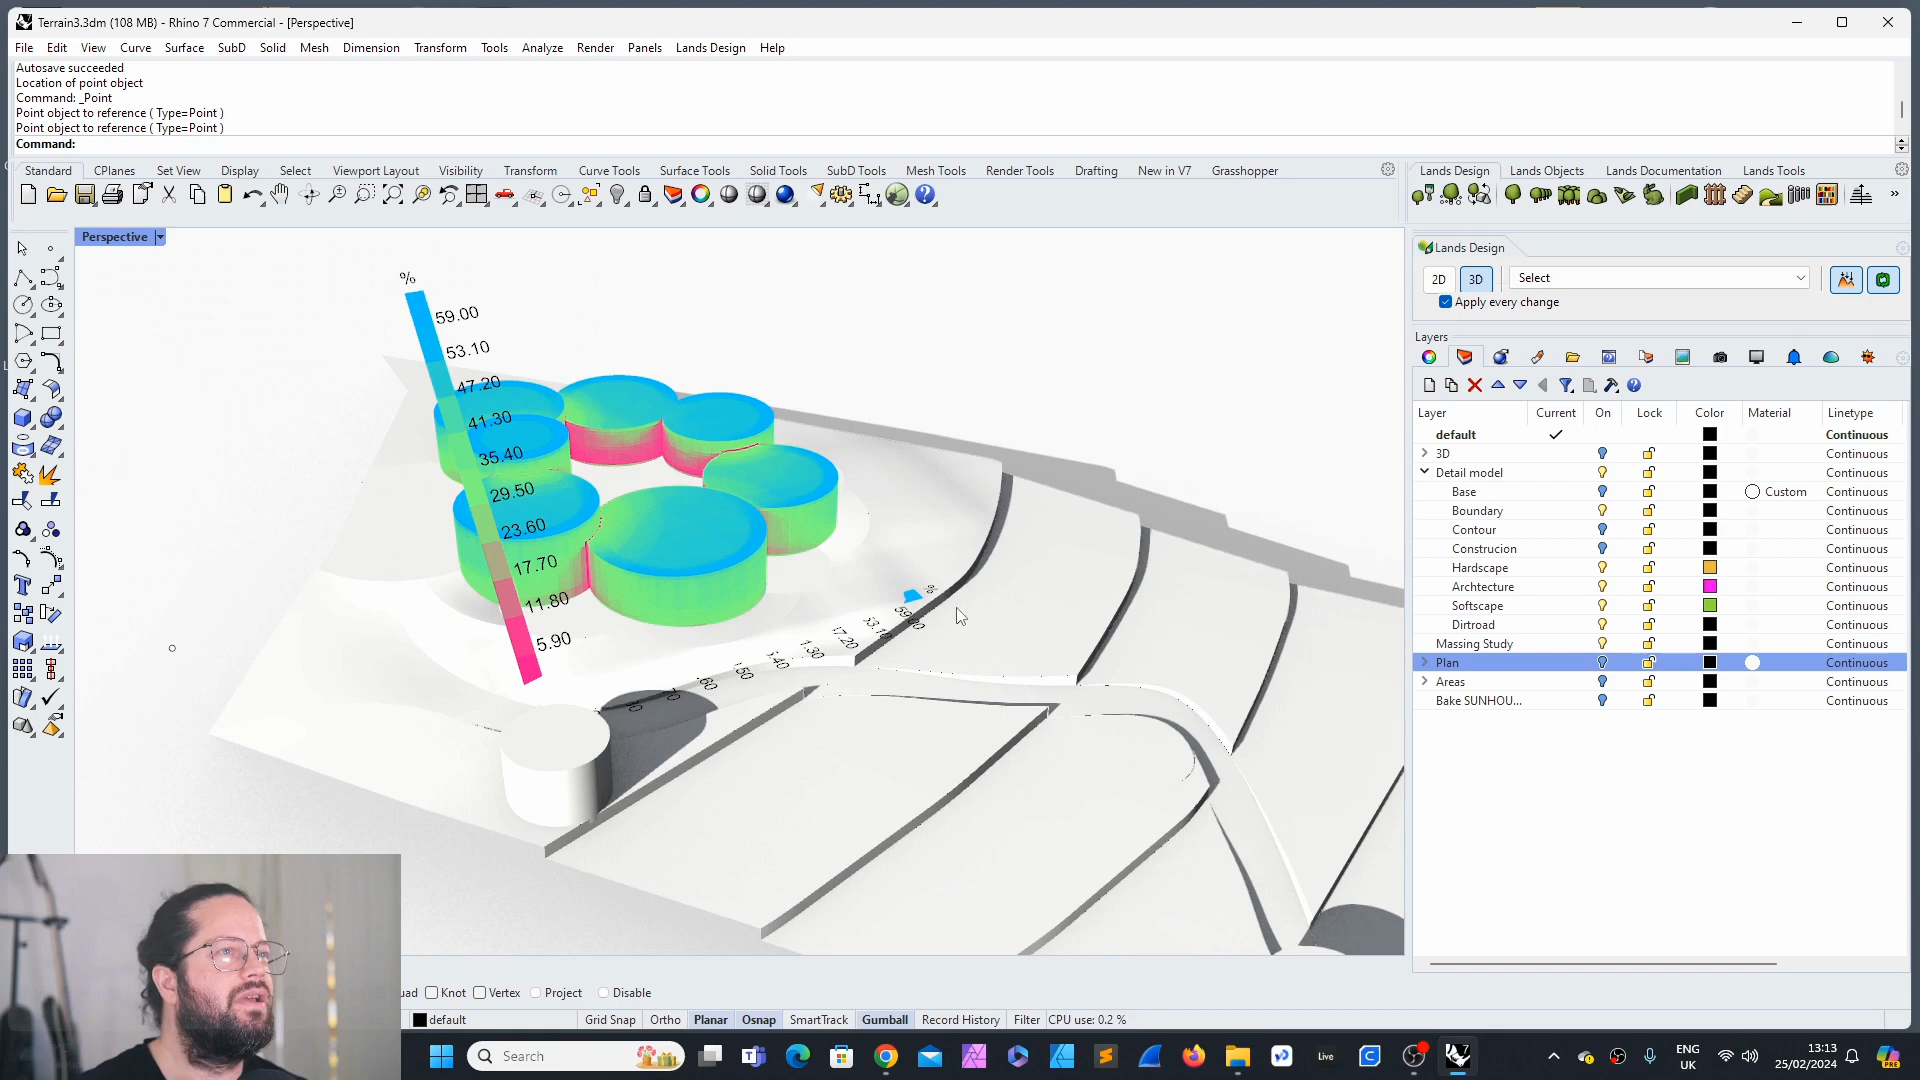 Terrain3.3dm (108 MB) - Rhino 7 Commercial - [Perspective]
File Edit View Curve Surface SubD Solid Mesh Dimension Transform Tools Analyze Render Panels Lands Design Help
Autosave succeeded
Location of point object
Command: _Point
Point object to reference ( Type=Point )
Point object to reference ( Type=Point )
Command:
Standard CPlanes Set View Display Select Viewport Layout Visibility Transform Curve Tools Surface Tools Solid Tools SubD Tools Mesh Tools Render Tools Drafting New in V7 Grasshopper
Lands Design Lands Objects Lands Documentation Lands Tools
Perspective
%
59.00
53.10
47.20
41.30
35.40
29.50
23.60
17.70
11.80
5.90
%
59.00
Lands Design
2D 3D Select
Apply every change
Layers
Layer Current On Lock Color Material Linetype
default Continuous
3D Continuous
Detail model Continuous
Base Custom Continuous
Boundary Continuous
Contour Continuous
Construcion Continuous
Hardscape Continuous
Archtecture Continuous
Softscape Continuous
Dirtroad Continuous
Massing Study Continuous
Plan Continuous
Areas Continuous
Bake SUNHOU... Continuous
Knot Vertex Project Disable
default Grid Snap Ortho Planar Osnap SmartTrack Gumball Record History Filter CPU use: 0.2 %
Search
Live
ENG
UK
13:13
25/02/2024
PRE